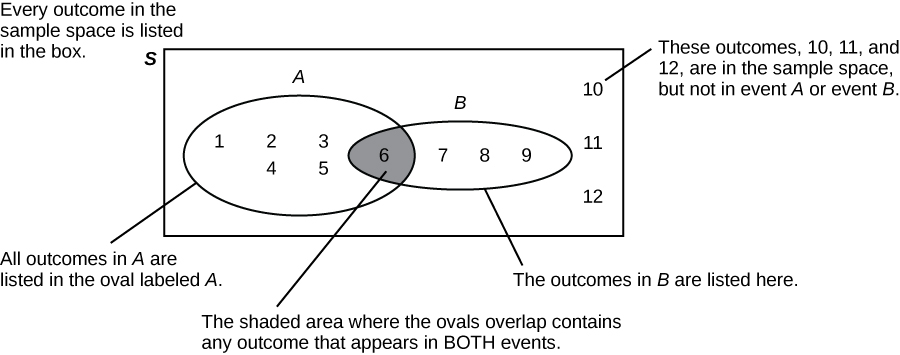 Every outcome in the
sample space is listed
in the box.
S
These outcomes, 10, 11, and
12, are in the sample space,
but not in event A or event B.
A
B
10
1 2 3
4 5
6 7 8 9
11
12
All outcomes in A are
listed in the oval labeled A.
The outcomes in B are listed here.
The shaded area where the ovals overlap contains
any outcome that appears in BOTH events.